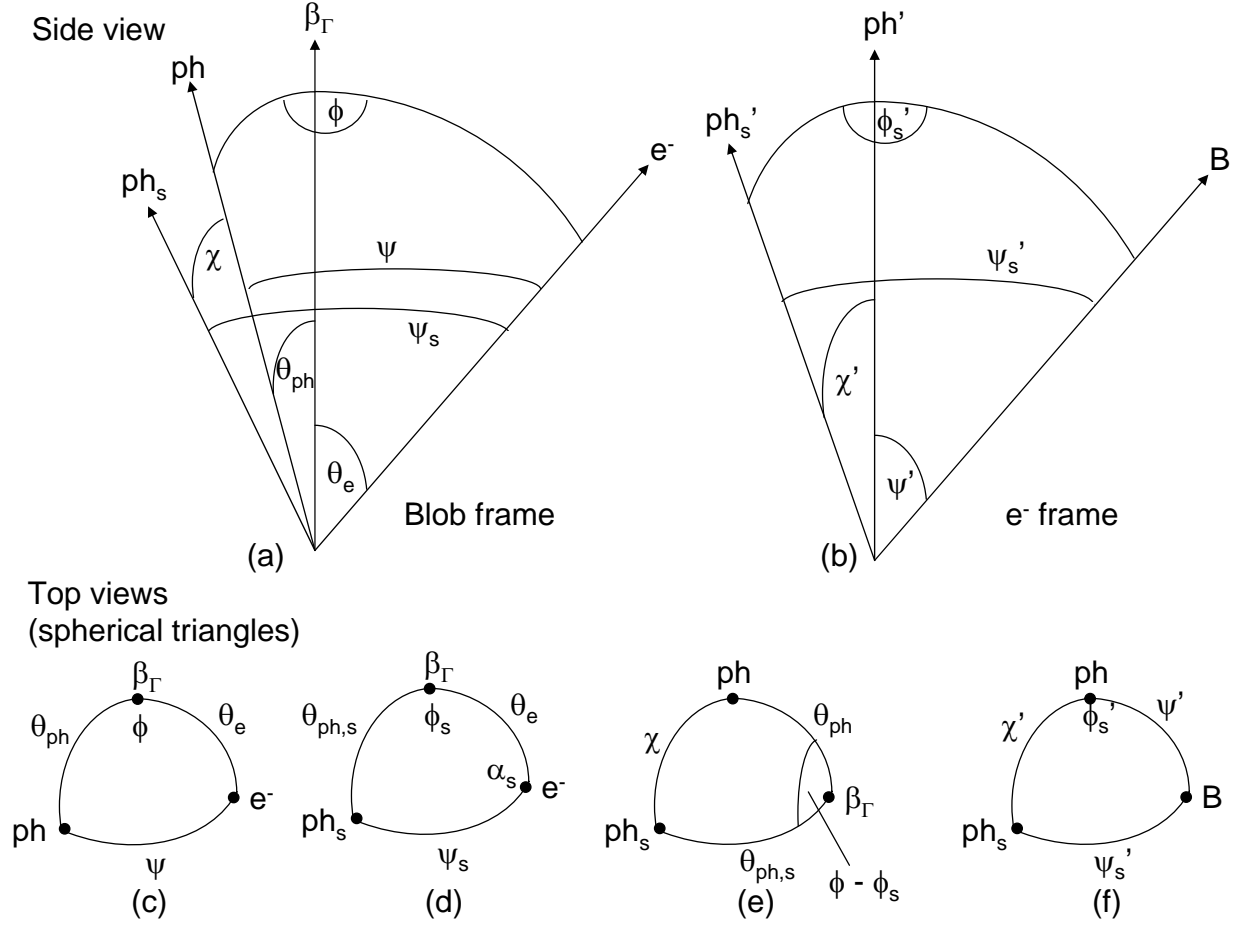 Side view
β_Γ
ph
φ
ph_s
e⁻
χ
ψ
ψ_s
θ_ph
θ_e
Blob frame
(a)
ph’
ph_s’
φ_s’
B
ψ_s’
χ’
ψ’
e⁻ frame
(b)
Top views
(spherical triangles)
β_Γ
θ_ph
φ
θ_e
ph
e⁻
ψ
(c)
β_Γ
θ_ph,s
φ_s
θ_e
α_s
e⁻
ph_s
ψ_s
(d)
ph
χ
θ_ph
β_Γ
ph_s
θ_ph,s
φ - φ_s
(e)
ph
χ’
φ_s’
ψ’
B
ph_s
ψ_s’
(f)